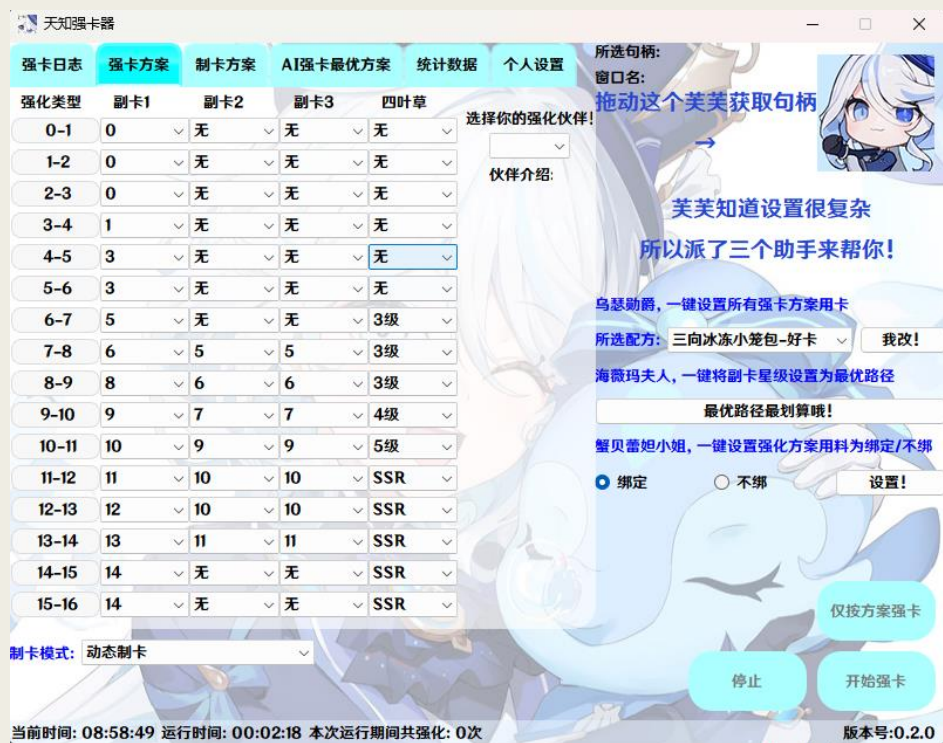 天知强卡器
强卡日志 强卡方案 制卡方案 AI强卡最优方案 统计数据 个人设置
强化类型 副卡1 副卡2 副卡3 四叶草
0-1 0 无 无 无
1-2 0 无 无 无
2-3 0 无 无 无
3-4 1 无 无 无
4-5 3 无 无 无
5-6 3 无 无 无
6-7 5 无 无 3级
7-8 6 5 5 3级
8-9 8 6 6 3级
9-10 9 7 7 4级
10-11 10 9 9 5级
11-12 11 10 10 SSR
12-13 12 10 10 SSR
13-14 13 11 11 SSR
14-15 14 无 无 SSR
15-16 14 无 无 SSR
选择你的强化伙伴!
伙伴介绍:
制卡模式: 动态制卡
所选句柄:
窗口名:
拖动这个芙芙获取句柄
→
芙芙知道设置很复杂
所以派了三个助手来帮你!
乌瑟勋爵, 一键设置所有强卡方案用卡
所选配方: 三向冰冻小笼包-好卡 我改!
海薇玛夫人, 一键将副卡星级设置为最优路径
最优路径最划算哦!
蟹贝蕾妲小姐, 一键设置强化方案用料为绑定/不绑
绑定 不绑 设置!
仅按方案强卡
停止 开始强卡
当前时间: 08:58:49 运行时间: 00:02:18 本次运行期间共强化: 0次 版本号:0.2.0